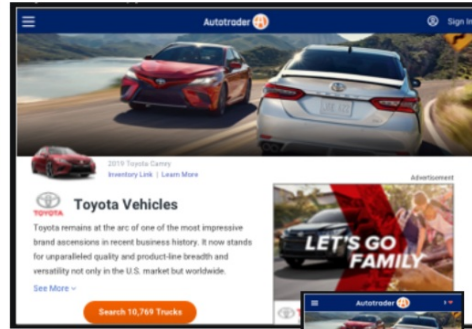 Autotrader
Sign In
2019 Toyota Camry
Inventory Link | Learn More
Advertisement
TOYOTA
Toyota Vehicles
Toyota remains at the arc of one of the most impressive
brand ascensions in recent business history. It now stands
for unparalleled quality and product-line breadth and
versatility not only in the U.S. market but worldwide.
See More
Search 10,769 Trucks
LET'S GO
FAMILY
Autotrader